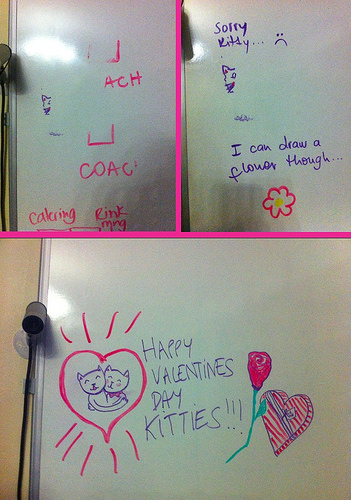 ACH
COAC
Catering Rink
mng
Sorry
Kitty... :(
I can draw a
flower though...
HAPPY
VALENTINES
DAY
KITTIES!!!